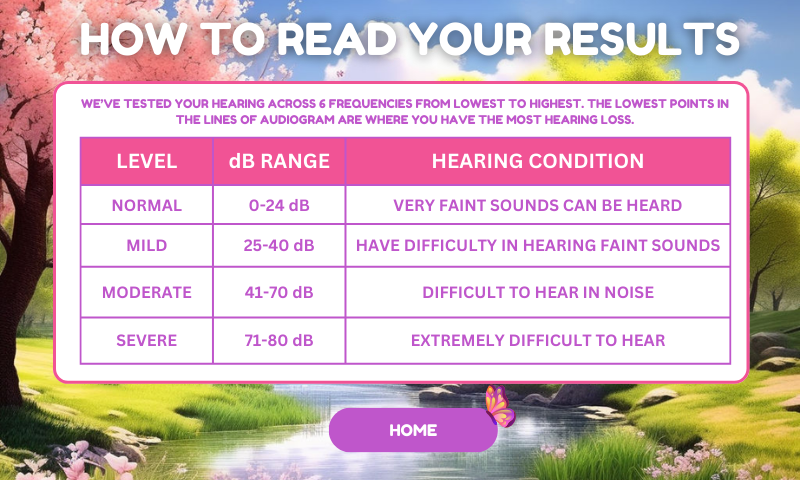 HOW TO READ YOUR RESULTS
WE'VE TESTED YOUR HEARING ACROSS 6 FREQUENCIES FROM LOWEST TO HIGHEST. THE LOWEST POINTS IN
THE LINES OF AUDIOGRAM ARE WHERE YOU HAVE THE MOST HEARING LOSS.
LEVEL dB RANGE HEARING CONDITION
NORMAL 0-24 dB VERY FAINT SOUNDS CAN BE HEARD
MILD 25-40 dB HAVE DIFFICULTY IN HEARING FAINT SOUNDS
MODERATE 41-70 dB DIFFICULT TO HEAR IN NOISE
SEVERE 71-80 dB EXTREMELY DIFFICULT TO HEAR
HOME